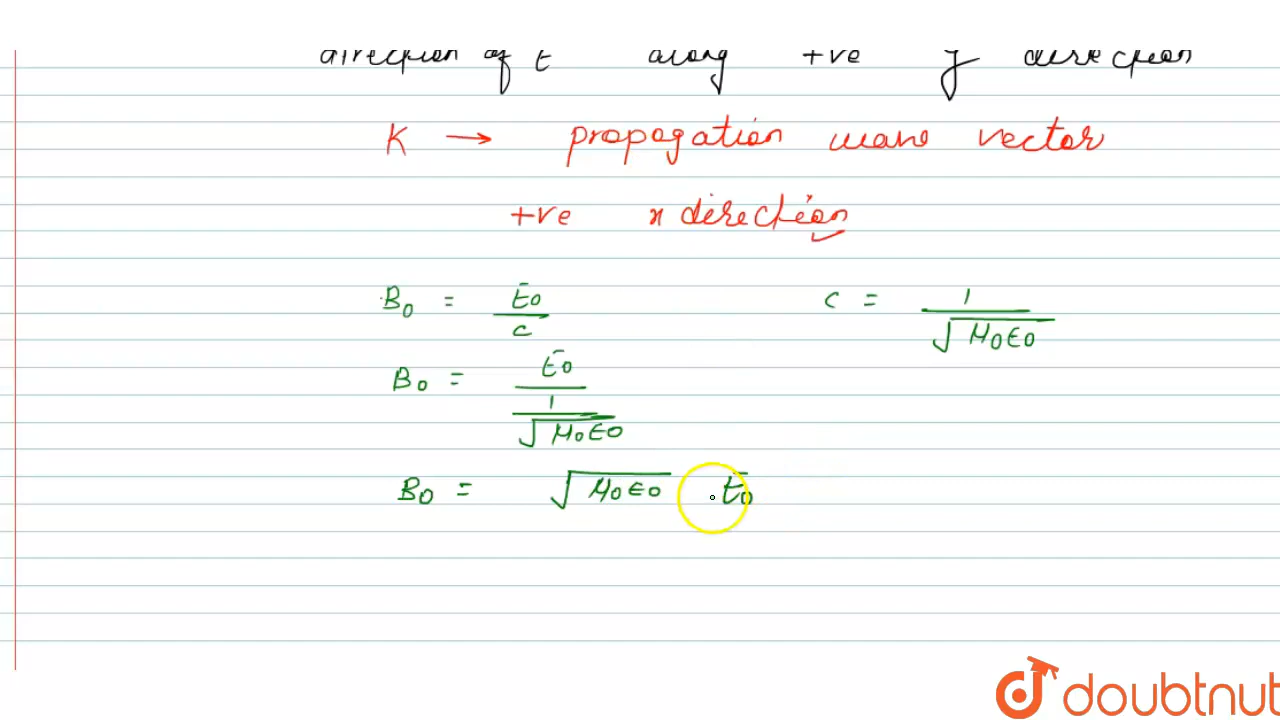 direction of E along +ve y direction
K → propagation wave vector
+ve x direction
B₀ = E₀/c c = 1/√μ₀ε₀
B₀ = E₀/(1/√μ₀ε₀)
B₀ = √μ₀ε₀ E₀
doubtnut